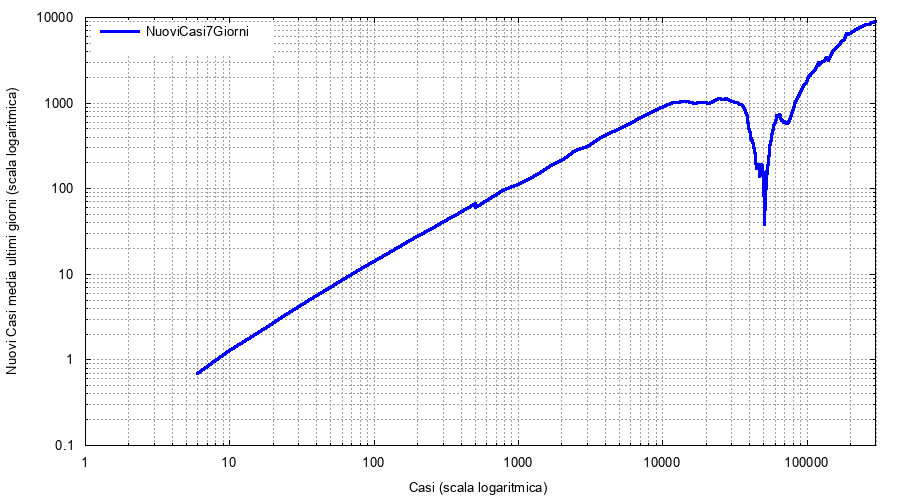 10000
NuoviCasi7Giorni
1000
100
10
1
0.1
Nuovi Casi media ultimi giorni (scala logaritmica)
1 10 100 1000 10000 100000
Casi (scala logaritmica)